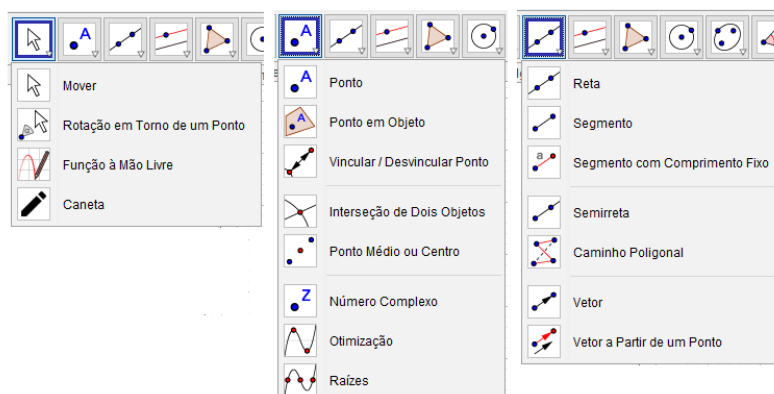 A
A
Mover
Rotação em Torno de um Ponto
Função à Mão Livre
Caneta
A
Ponto
A
Ponto em Objeto
Vincular / Desvincular Ponto
Interseção de Dois Objetos
Ponto Médio ou Centro
Z
Número Complexo
Otimização
Raízes
Reta
Segmento
a
Segmento com Comprimento Fixo
Semirreta
Caminho Poligonal
Vetor
Vetor a Partir de um Ponto